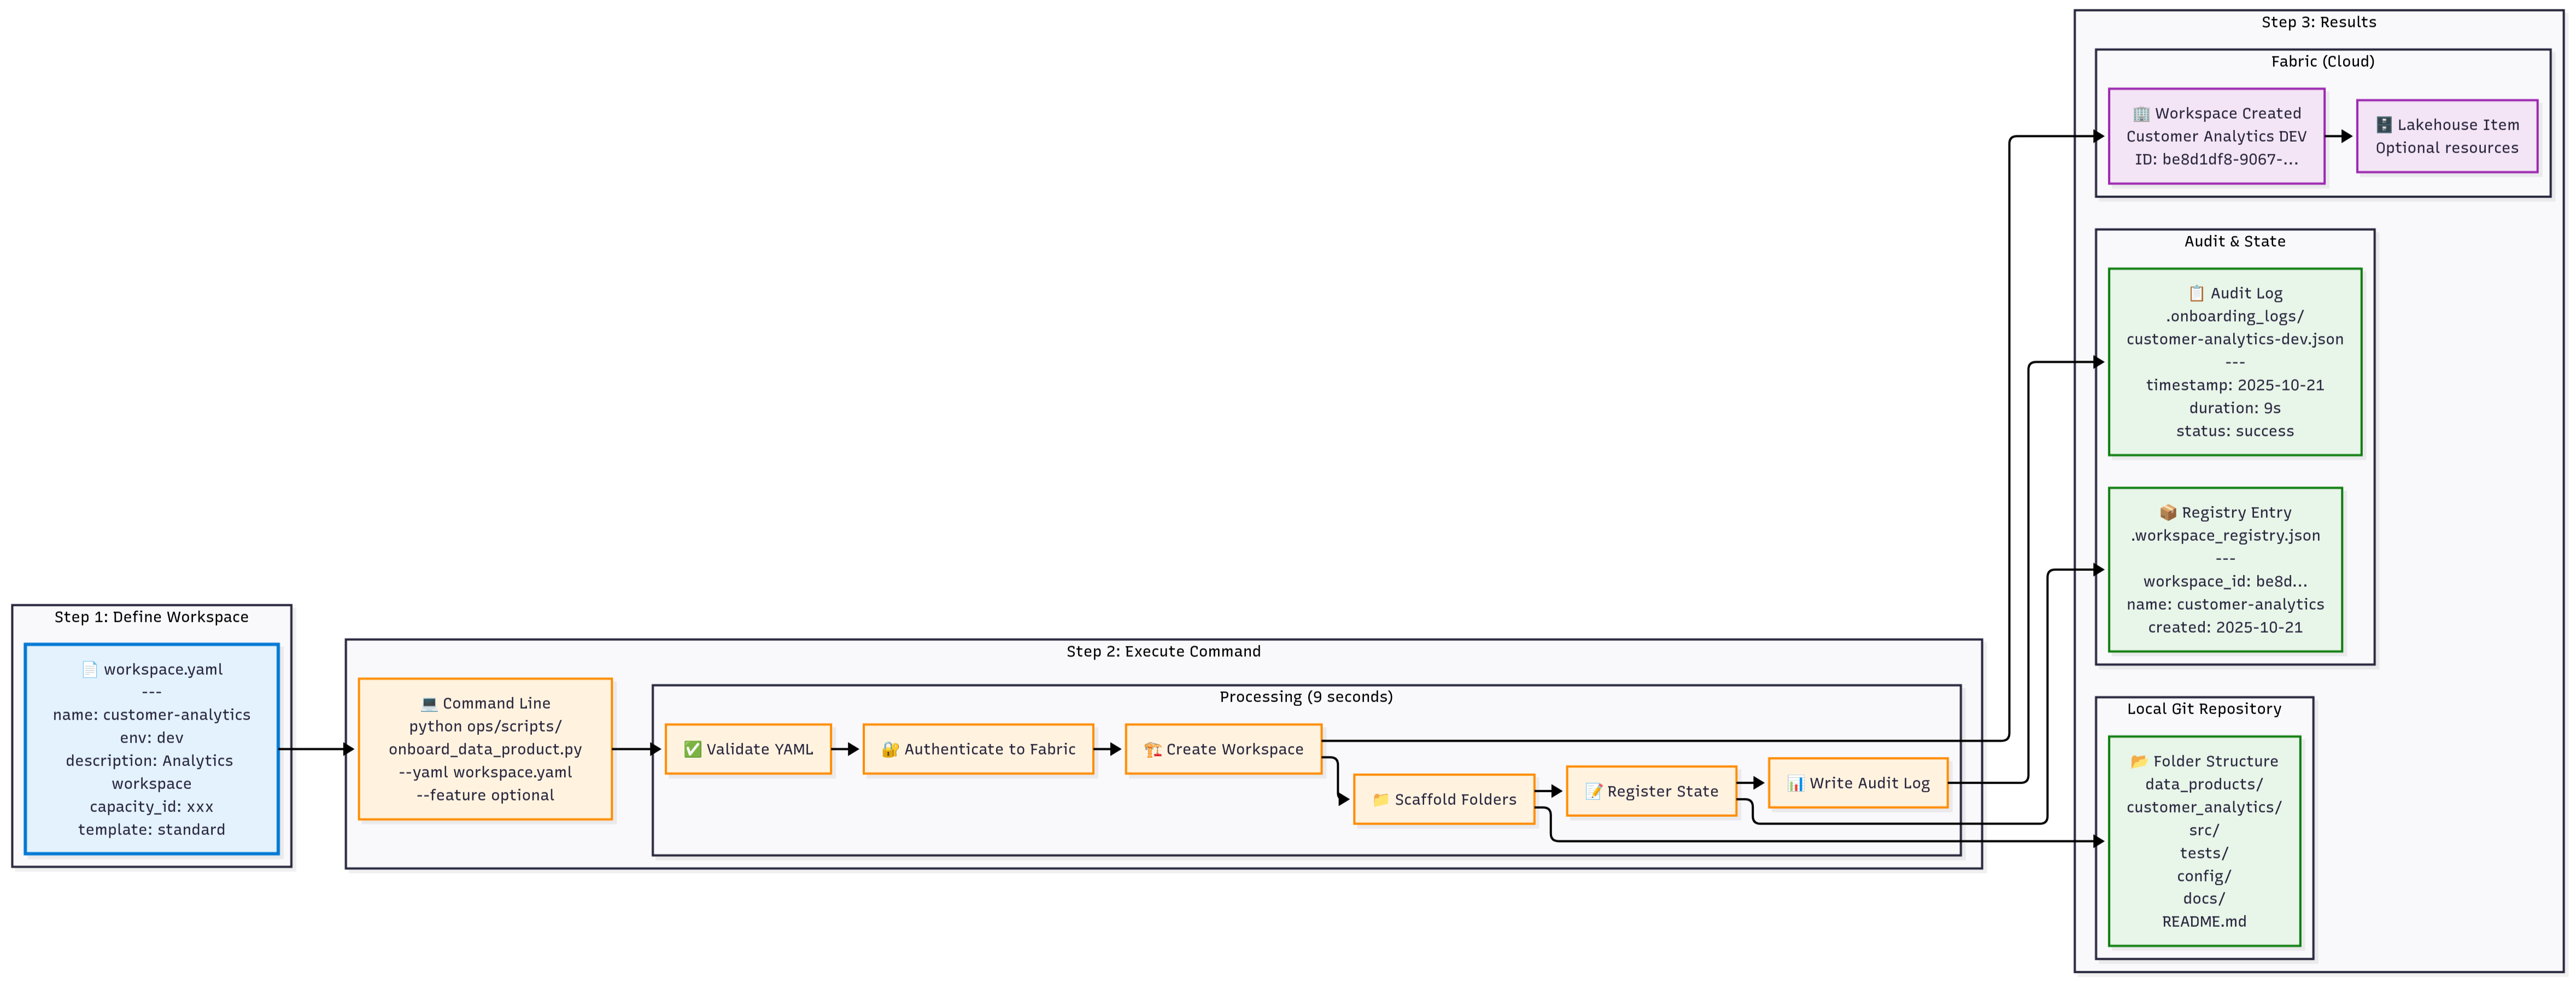 Step 1: Define Workspace
📄 workspace.yaml
---
name: customer-analytics
env: dev
description: Analytics
workspace
capacity_id: xxx
template: standard
Step 2: Execute Command
💻 Command Line
python ops/scripts/
onboard_data_product.py
--yaml workspace.yaml
--feature optional
Processing (9 seconds)
✅ Validate YAML
🔐 Authenticate to Fabric
🏗️ Create Workspace
📁 Scaffold Folders
📝 Register State
📊 Write Audit Log
Step 3: Results
Fabric (Cloud)
🏢 Workspace Created
Customer Analytics DEV
ID: be8d1df8-9067-...
🗄️ Lakehouse Item
Optional resources
Audit & State
📋 Audit Log
.onboarding_logs/
customer-analytics-dev.json
---
timestamp: 2025-10-21
duration: 9s
status: success
📦 Registry Entry
.workspace_registry.json
---
workspace_id: be8d...
name: customer-analytics
created: 2025-10-21
Local Git Repository
📂 Folder Structure
data_products/
customer_analytics/
src/
tests/
config/
docs/
README.md